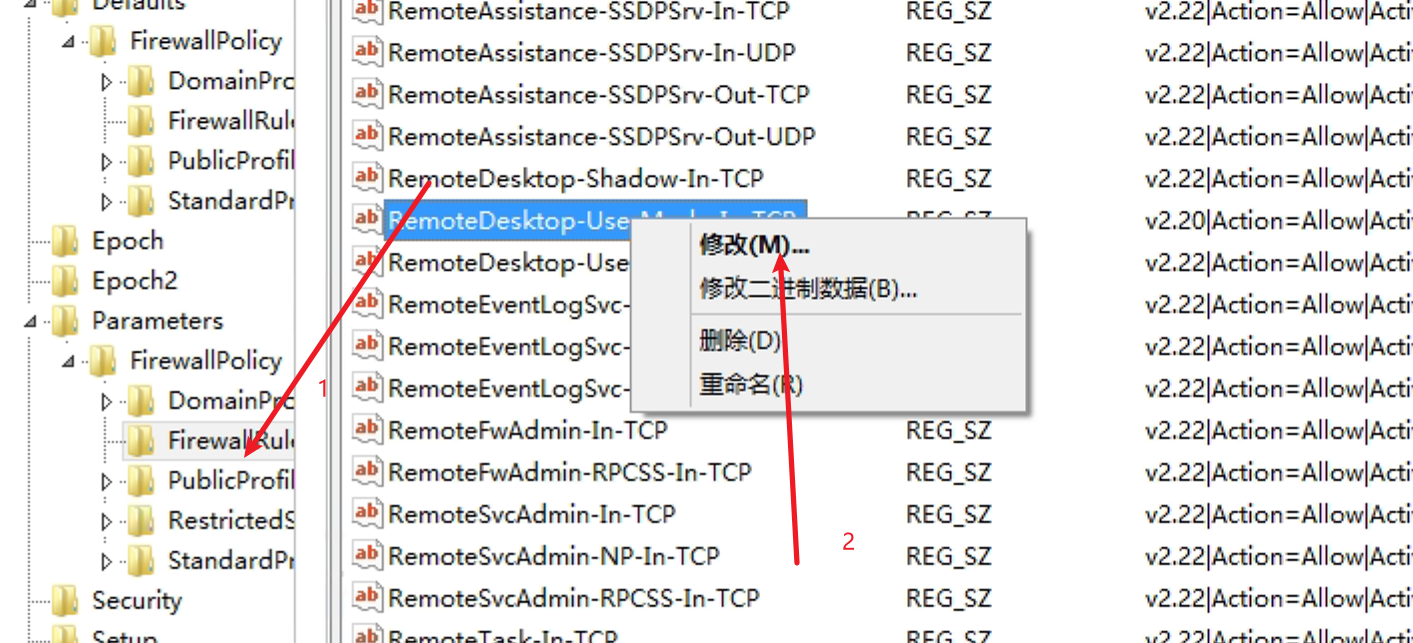 Defaults
FirewallPolicy
DomainPro
FirewallRul
PublicProfil
StandardPr
Epoch
Epoch2
Parameters
FirewallPolicy
DomainPro
FirewallRul
PublicProfil
RestrictedS
StandardPr
Security
Setup
RemoteAssistance-SSDPSrv-In-TCP REG_SZ v2.22|Action=Allow|Acti
RemoteAssistance-SSDPSrv-In-UDP REG_SZ v2.22|Action=Allow|Acti
RemoteAssistance-SSDPSrv-Out-TCP REG_SZ v2.22|Action=Allow|Acti
RemoteAssistance-SSDPSrv-Out-UDP REG_SZ v2.22|Action=Allow|Acti
RemoteDesktop-Shadow-In-TCP REG_SZ v2.22|Action=Allow|Acti
RemoteDesktop-UserMode-In-TCP REG_SZ v2.20|Action=Allow|Acti
RemoteDesktop-Use v2.22|Action=Allow|Acti
RemoteEventLogSvc- v2.22|Action=Allow|Acti
RemoteEventLogSvc- v2.22|Action=Allow|Acti
RemoteEventLogSvc- v2.22|Action=Allow|Acti
RemoteFwAdmin-In-TCP REG_SZ v2.22|Action=Allow|Acti
RemoteFwAdmin-RPCSS-In-TCP REG_SZ v2.22|Action=Allow|Acti
RemoteSvcAdmin-In-TCP REG_SZ v2.22|Action=Allow|Acti
RemoteSvcAdmin-NP-In-TCP REG_SZ v2.22|Action=Allow|Acti
RemoteSvcAdmin-RPCSS-In-TCP REG_SZ v2.22|Action=Allow|Acti
RemoteTask-In-TCP REG_SZ v2.22|Action=Allow|Acti
修改(M)...
修改二进制数据(B)...
删除(D)
重命名(R)
1
2